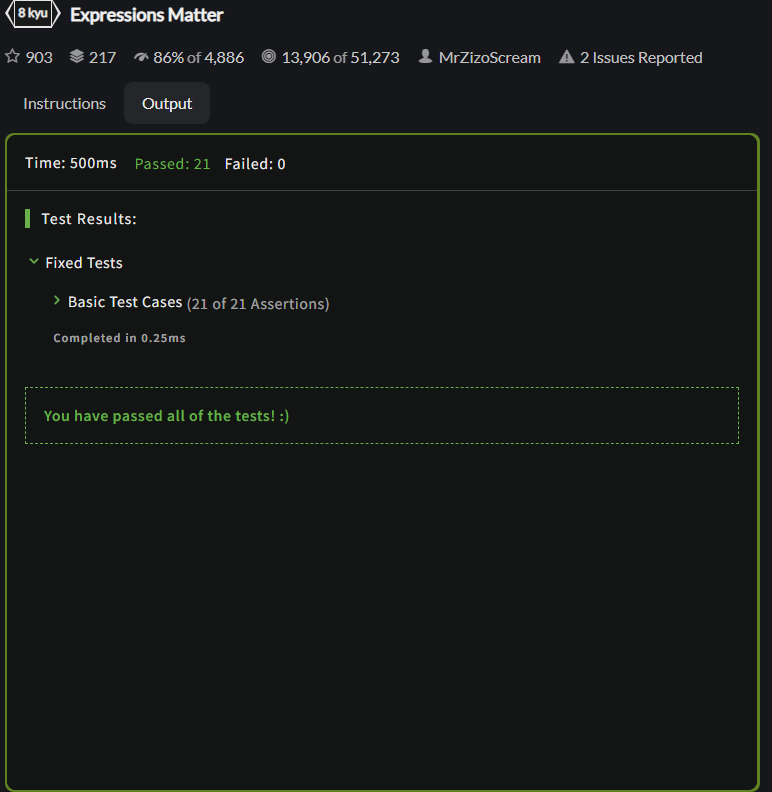 8 kyu Expressions Matter
903 217 86% of 4,886 13,906 of 51,273 MrZizoScream 2 Issues Reported
Instructions Output
Time: 500ms Passed: 21 Failed: 0
Test Results:
Fixed Tests
Basic Test Cases (21 of 21 Assertions)
Completed in 0.25ms
You have passed all of the tests! :)